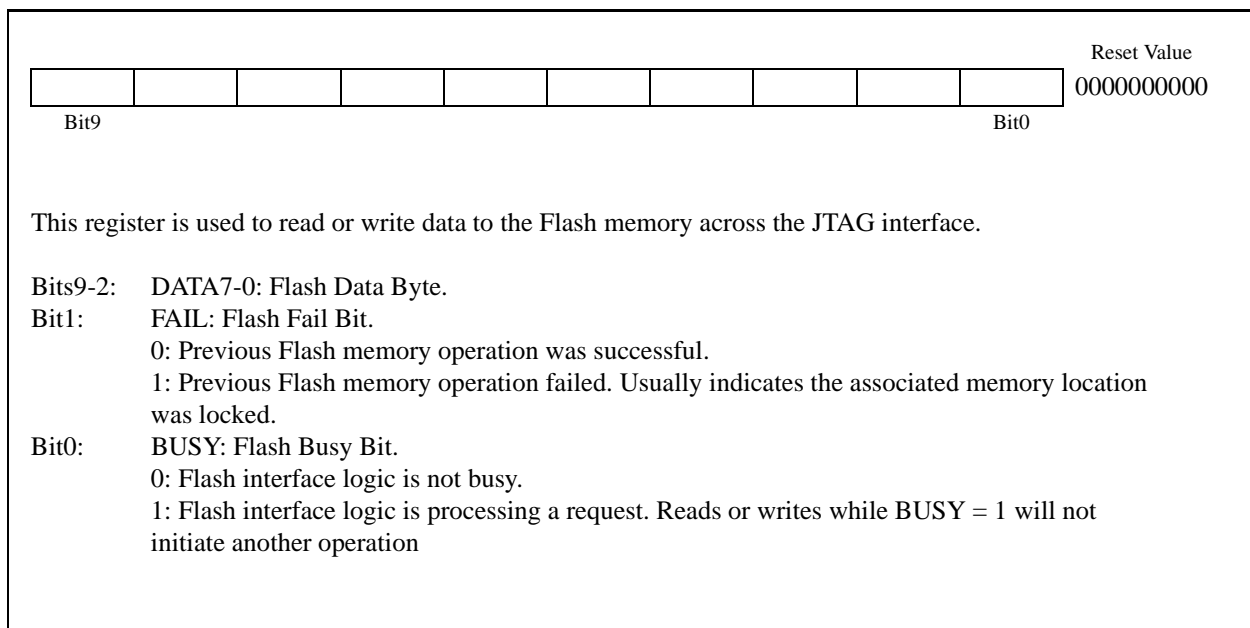 Reset Value
0000000000
Bit9 Bit0
This register is used to read or write data to the Flash memory across the JTAG interface.
Bits9-2: DATA7-0: Flash Data Byte.
Bit1: FAIL: Flash Fail Bit.
0: Previous Flash memory operation was successful.
1: Previous Flash memory operation failed. Usually indicates the associated memory location
was locked.
Bit0: BUSY: Flash Busy Bit.
0: Flash interface logic is not busy.
1: Flash interface logic is processing a request. Reads or writes while BUSY = 1 will not
initiate another operation